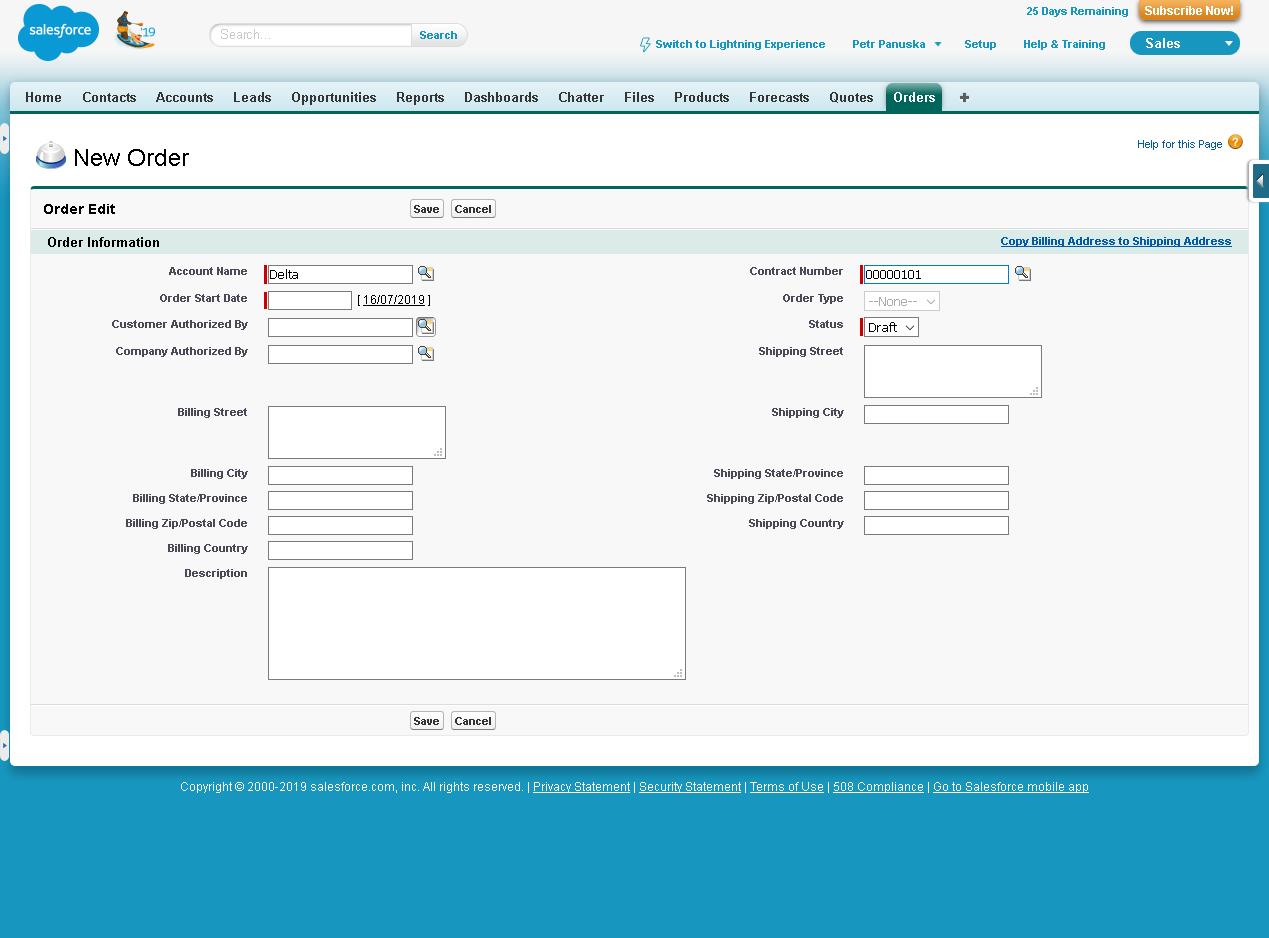 25 Days Remaining Subscribe Now!
salesforce '19 Search... Search
Switch to Lightning Experience Petr Panuska Setup Help & Training Sales
Home Contacts Accounts Leads Opportunities Reports Dashboards Chatter Files Products Forecasts Quotes Orders +
New Order
Help for this Page ?
Order Edit Save Cancel
Order Information Copy Billing Address to Shipping Address
Account Name Delta Contract Number 00000101
Order Start Date [ 16/07/2019 ] Order Type --None--
Customer Authorized By Status Draft
Company Authorized By Shipping Street
Billing Street Shipping City
Billing City Shipping State/Province
Billing State/Province Shipping Zip/Postal Code
Billing Zip/Postal Code Shipping Country
Billing Country
Description
Save Cancel
Copyright © 2000-2019 salesforce.com, inc. All rights reserved. | Privacy Statement | Security Statement | Terms of Use | 508 Compliance | Go to Salesforce mobile app